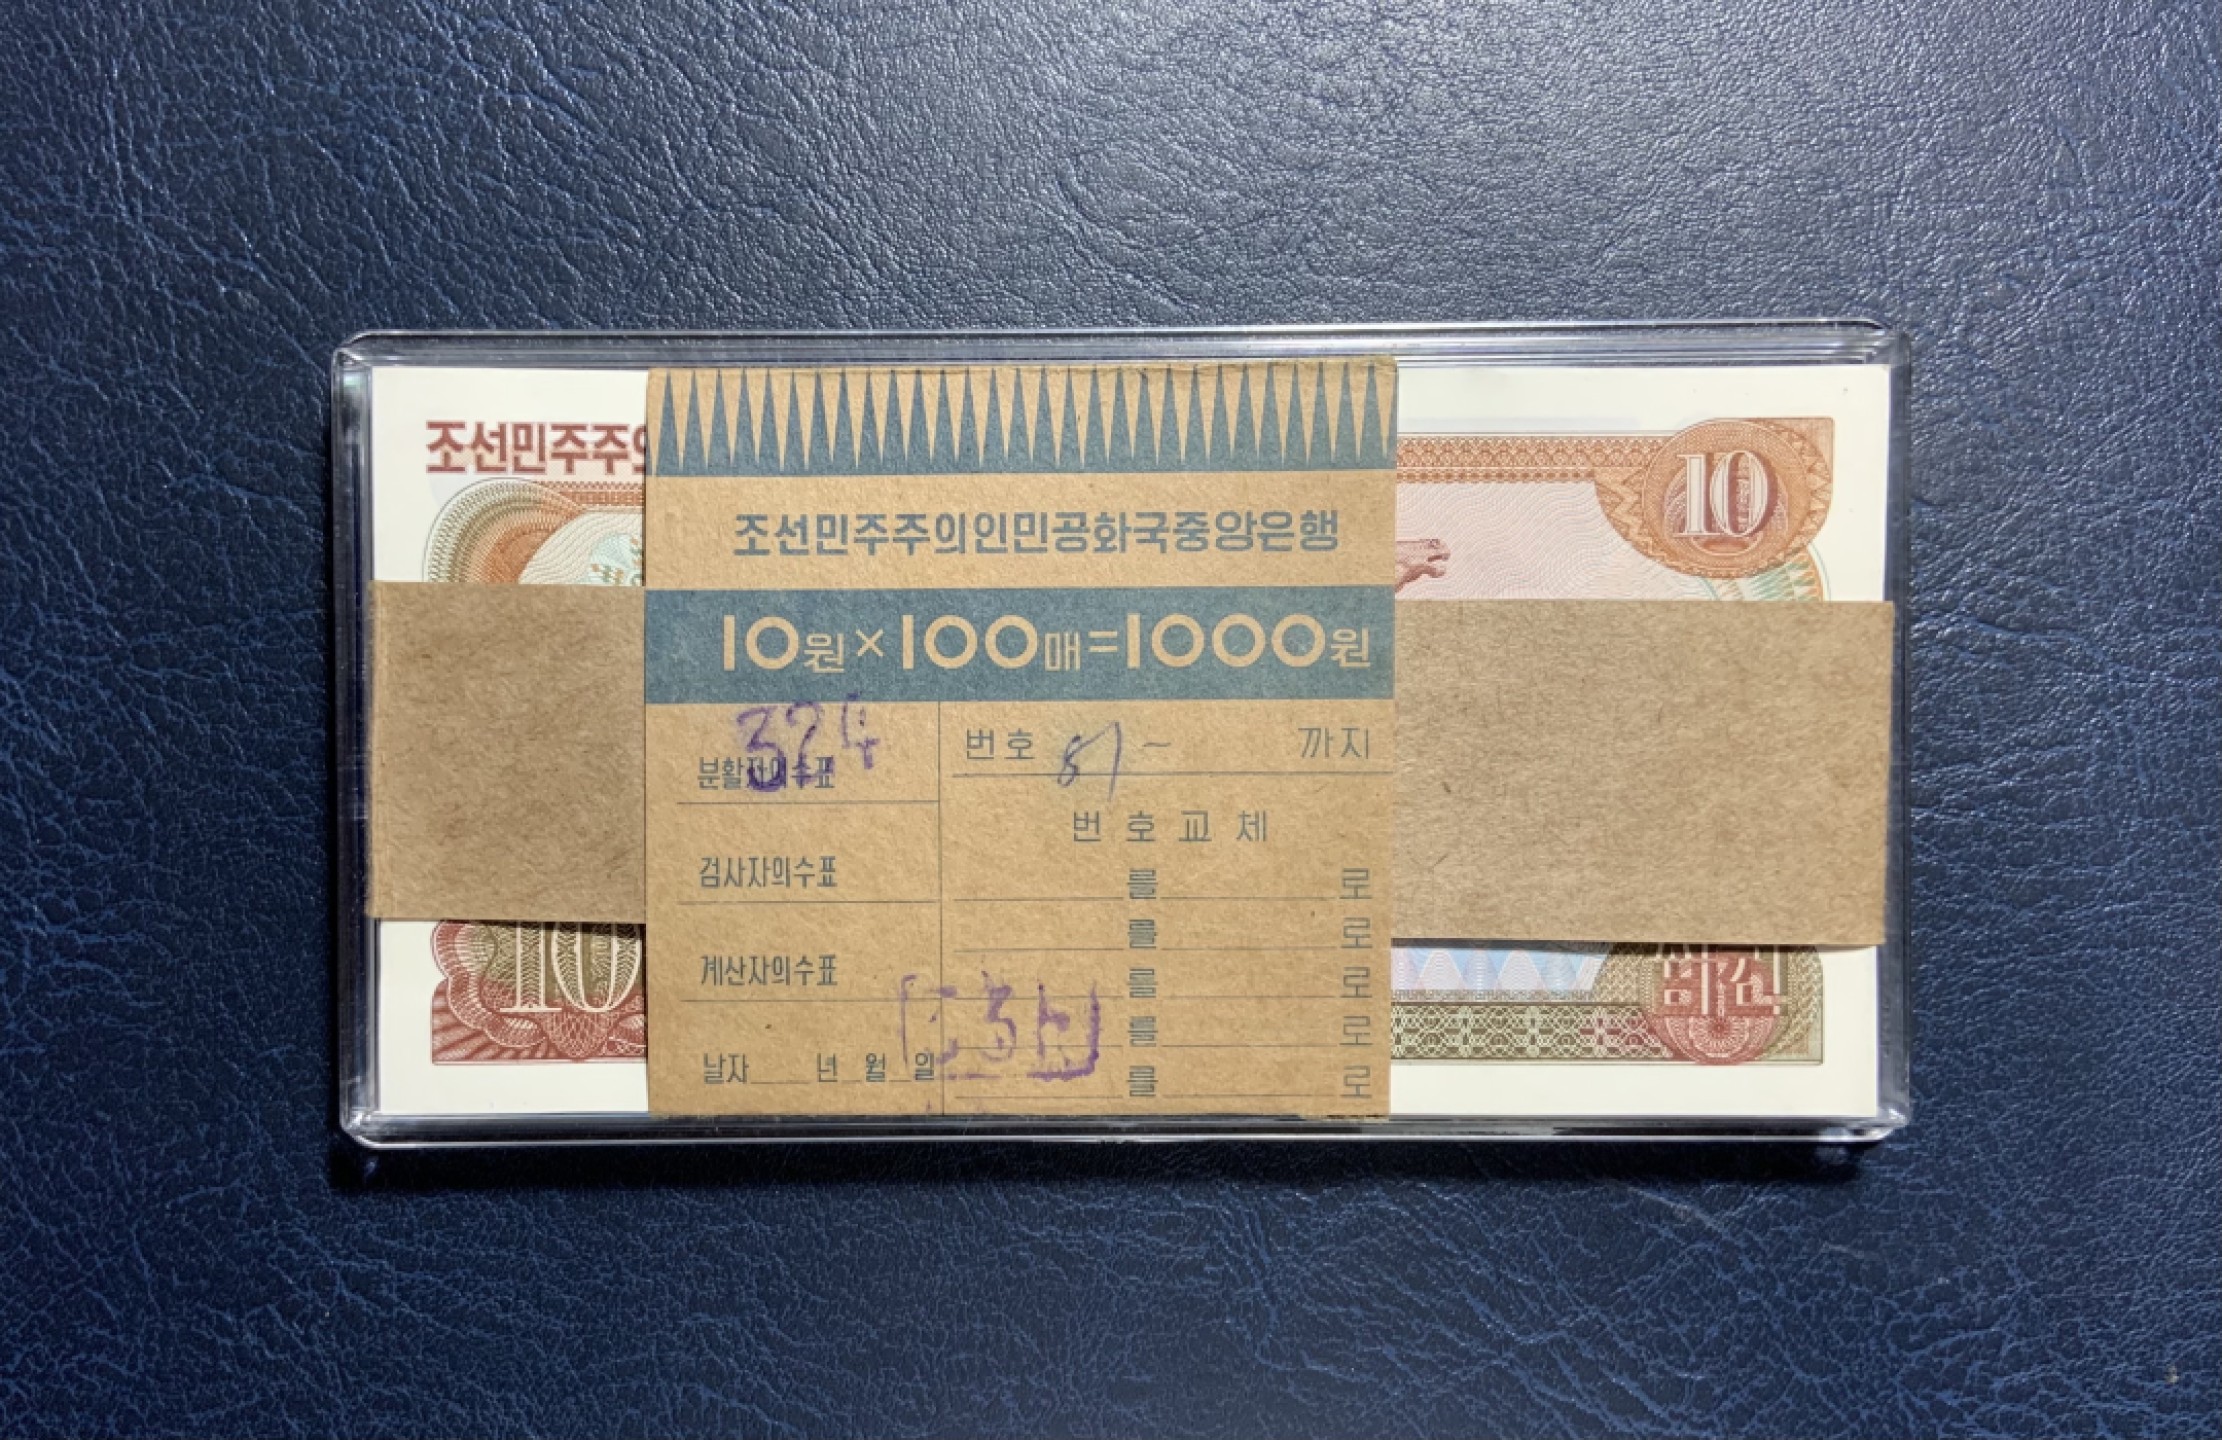 조선민주주의
10
조선민주주의인민공화국중앙은행
10원×100매=1000원
324
분활자의수표
번호 51 ~ 까지
번호교체
검사자의수표
를 로
를 로
계산자의수표
를 로
를 로
날자 년 월 일
를 로
10